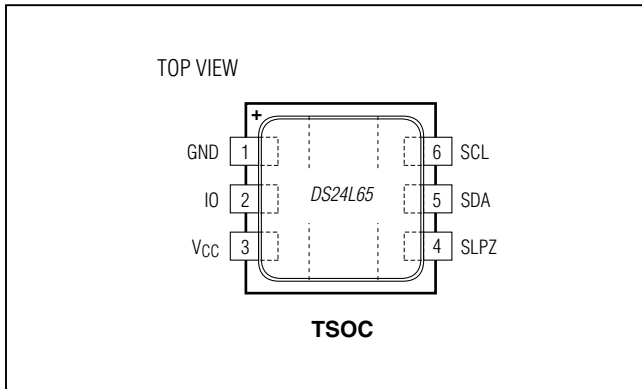 TOP VIEW
+
GND 1 6 SCL
IO 2 DS24L65 5 SDA
VCC 3 4 SLPZ
TSOC